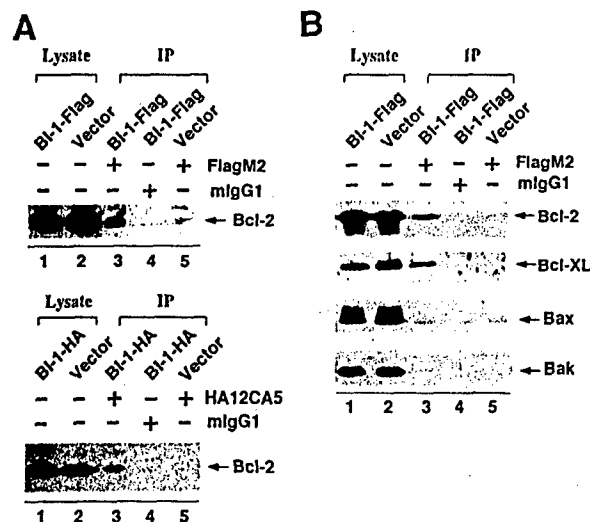 A
Lysate IP
BI-1-Flag Vector BI-1-Flag BI-1-Flag Vector
- - + - + FlagM2
- - - + - mIgG1
Bcl-2
1 2 3 4 5
Lysate IP
BI-1-HA Vector BI-1-HA BI-1-HA Vector
- - + - + HA12CA5
- - - + - mIgG1
Bcl-2
1 2 3 4 5
B
Lysate IP
BI-1-Flag Vector BI-1-Flag BI-1-Flag Vector
- - + - + FlagM2
- - - + - mIgG1
Bcl-2
Bcl-XL
Bax
Bak
1 2 3 4 5